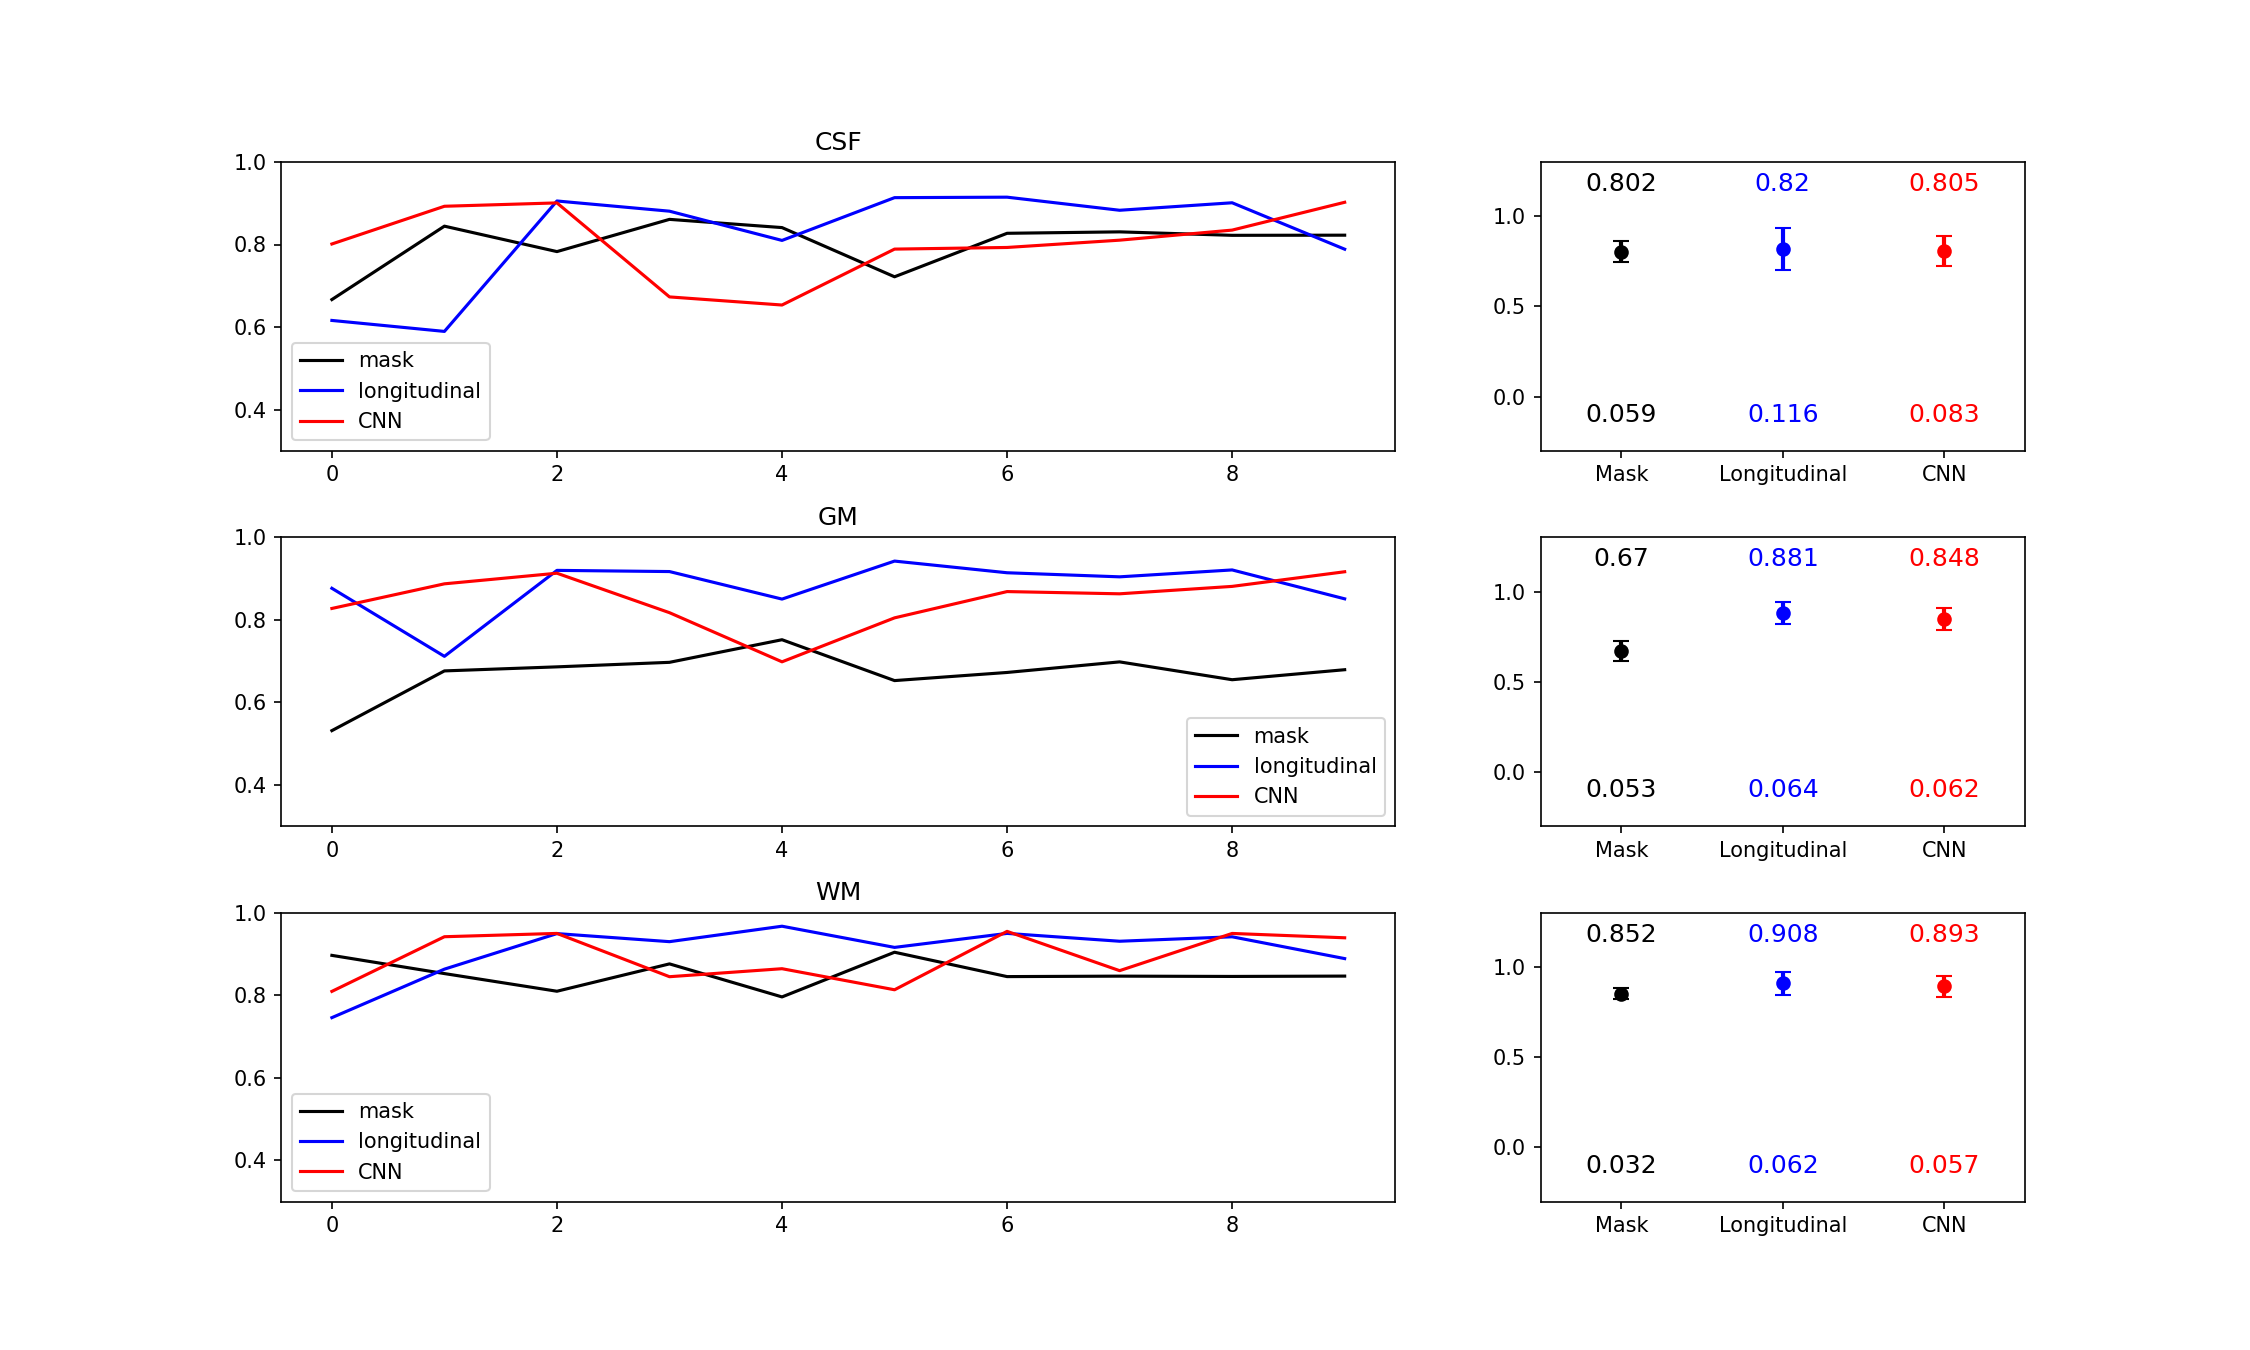 CSF
1.0
0.8
0.6
0.4
mask
longitudinal
CNN
0 2 4 6 8
0.802 0.82 0.805
1.0
0.5
0.0
0.059 0.116 0.083
Mask Longitudinal CNN
GM
1.0
0.8
0.6
0.4
mask
longitudinal
CNN
0 2 4 6 8
0.67 0.881 0.848
1.0
0.5
0.0
0.053 0.064 0.062
Mask Longitudinal CNN
WM
1.0
0.8
0.6
0.4
mask
longitudinal
CNN
0 2 4 6 8
0.852 0.908 0.893
1.0
0.5
0.0
0.032 0.062 0.057
Mask Longitudinal CNN